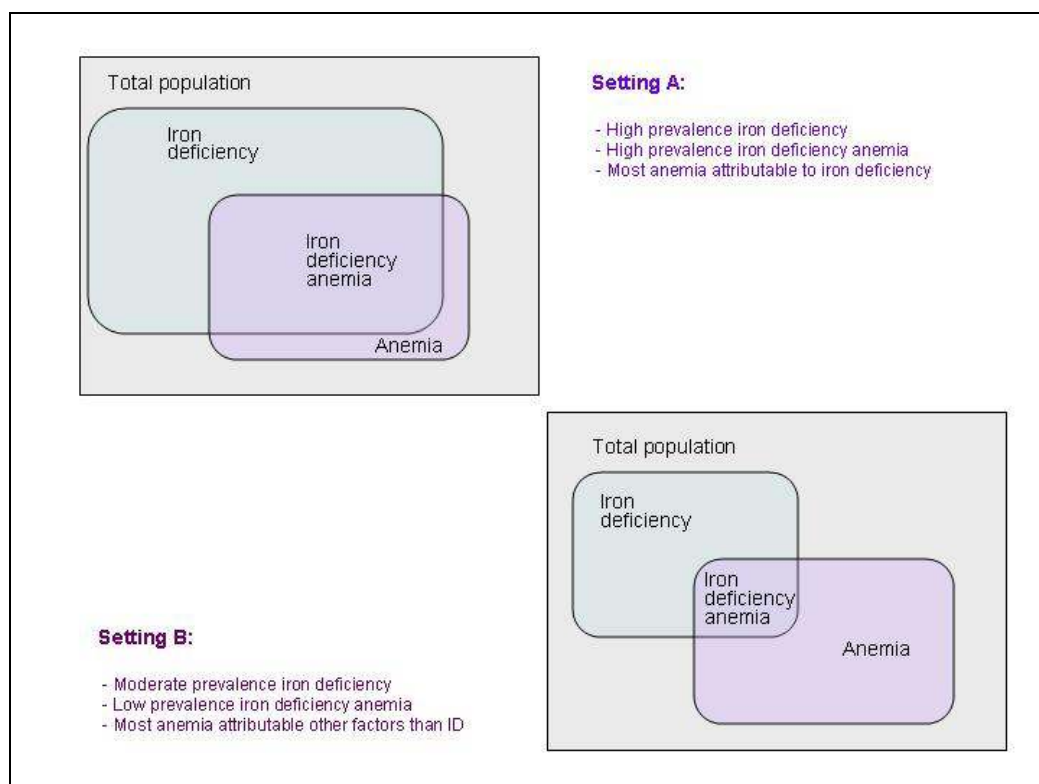 Total population
Iron
deficiency
Iron
deficiency
anemia
Anemia
Setting A:
- High prevalence iron deficiency
- High prevalence iron deficiency anemia
- Most anemia attributable to iron deficiency
Total population
Iron
deficiency
Iron
deficiency
anemia
Anemia
Setting B:
- Moderate prevalence iron deficiency
- Low prevalence iron deficiency anemia
- Most anemia attributable other factors than ID